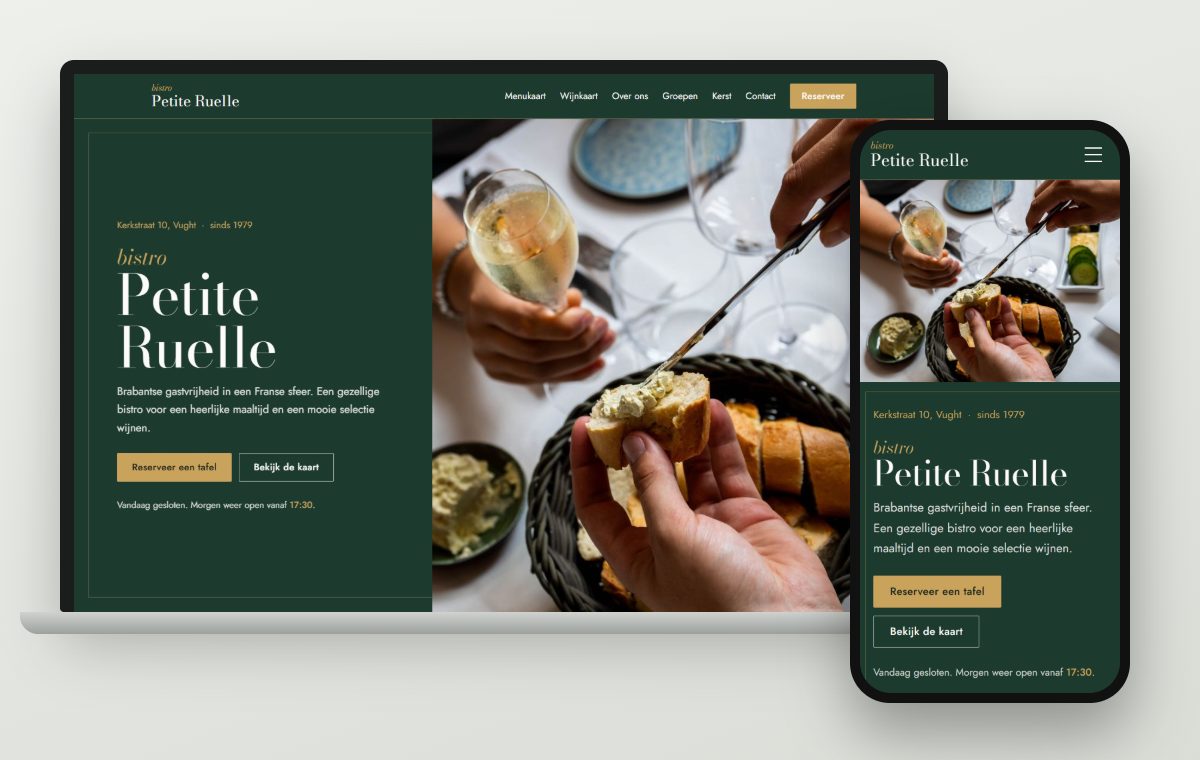 bistro
Petite Ruelle
Menukaart Wijnkaart Over ons Groepen Kerst Contact Reserveer
Kerkstraat 10, Vught · sinds 1979
bistro
Petite
Ruelle
Brabantse gastvrijheid in een Franse sfeer. Een gezellige
bistro voor een heerlijke maaltijd en een mooie selectie
wijnen.
Reserveer een tafel Bekijk de kaart
Vandaag gesloten. Morgen weer open vanaf 17:30.
bistro
Petite Ruelle
Kerkstraat 10, Vught · sinds 1979
bistro
Petite Ruelle
Brabantse gastvrijheid in een Franse sfeer.
Een gezellige bistro voor een heerlijke
maaltijd en een mooie selectie wijnen.
Reserveer een tafel
Bekijk de kaart
Vandaag gesloten. Morgen weer open vanaf 17:30.